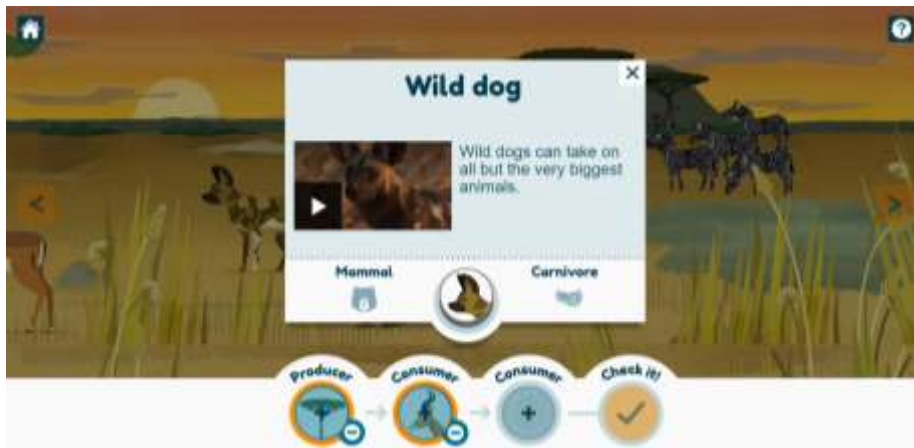 ?
Wild dog
Wild dogs can take on
all but the very biggest
animals.
Mammal
Carnivore
Producer
Consumer
Consumer
Check it!